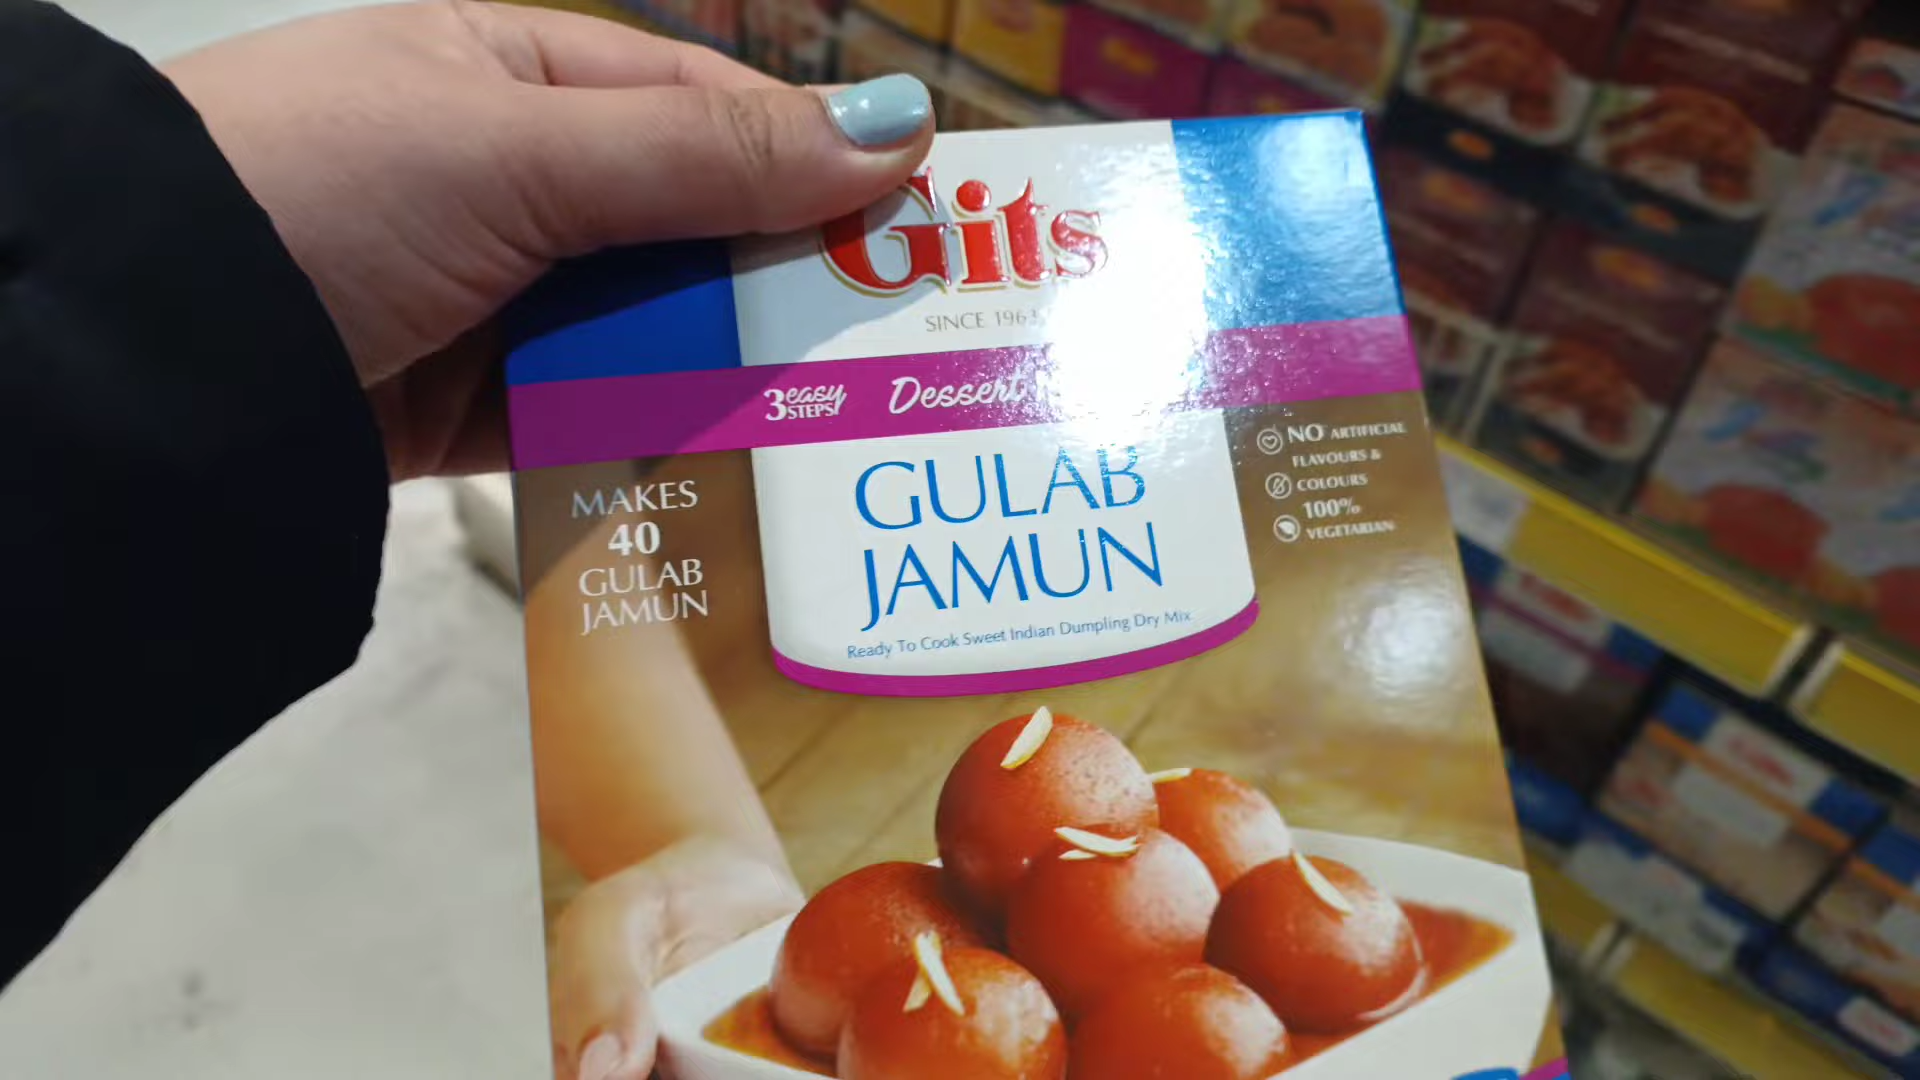 Gits
SINCE 1963
3 easy STEPS!
Dessert
GULAB
JAMUN
Ready To Cook Sweet Indian Dumpling Dry Mix
MAKES
40
GULAB
JAMUN
NO ARTIFICIAL
FLAVOURS &
COLOURS
100%
VEGETARIAN